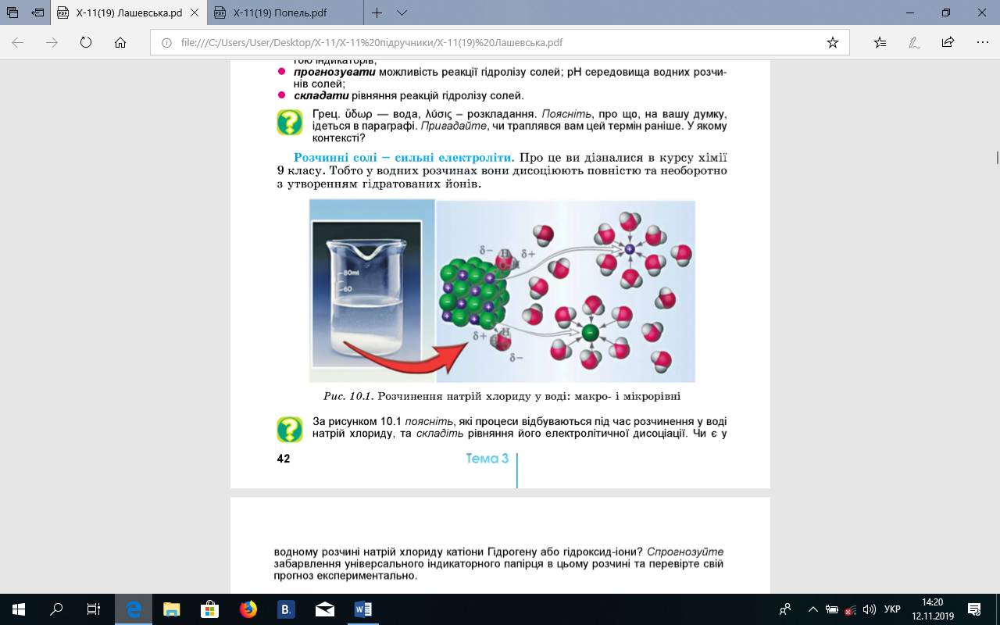 X-11(19) Лашевська.pdf
X-11(19) Попель.pdf
file:///C:/Users/User/Desktop/X-11/X-11%20підручники/X-11(19)%20Лашевська.pdf
гою індикаторів;
прогнозувати можливість реакції гідролізу солей; pH середовища водних розчи-
нів солей;
складати рівняння реакцій гідролізу солей.
Грец. ὕδωρ — вода, λύσις – розкладання. Поясніть, про що, на вашу думку,
ідеться в параграфі. Пригадайте, чи траплявся вам цей термін раніше. У якому
контексті?
Розчинні солі – сильні електроліти. Про це ви дізналися в курсу хімії
9 класу. Тобто у водних розчинах вони дисоціюють повністю та необоротно
з утворенням гідратованих йонів.
80ml
60
δ–
H
δ+
O
H
+
–
δ+
H
δ–
Рис. 10.1. Розчинення натрій хлориду у воді: макро- і мікрорівні
За рисунком 10.1 поясніть, які процеси відбуваються під час розчинення у воді
натрій хлориду, та складіть рівняння його електролітичної дисоціації. Чи є у
42
Тема 3
водному розчині натрій хлориду катіони Гідрогену або гідроксид-іони? Спрогнозуйте
забарвлення універсального індикаторного папірця в цьому розчині та перевірте свій
прогноз експериментально.
B.
УКР
14:20
12.11.2019